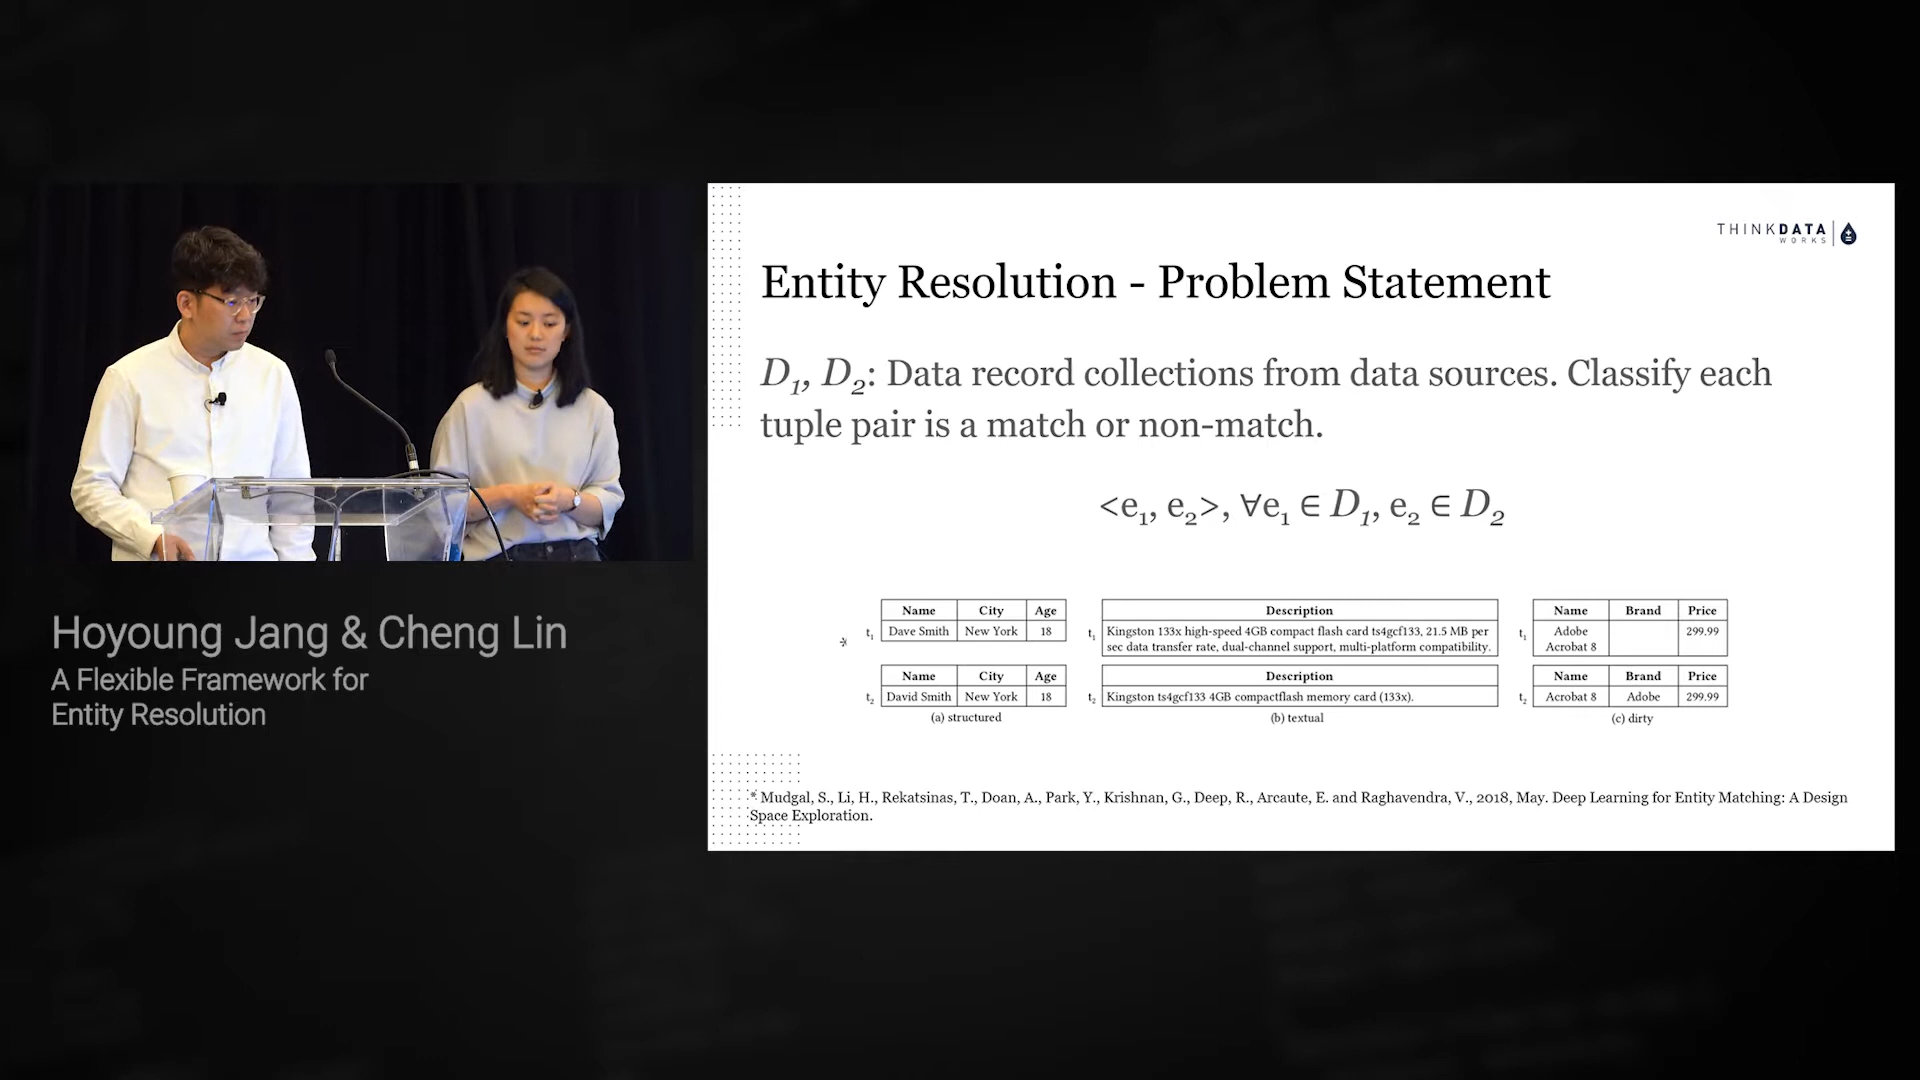 THINKDATA
WORKS
Entity Resolution - Problem Statement
D1, D2: Data record collections from data sources. Classify each
tuple pair is a match or non-match.
<e1, e2>, ∀e1 ∈ D1, e2 ∈ D2
*
Name City Age
t1 Dave Smith New York 18
Name City Age
t2 David Smith New York 18
(a) structured
Description
t1 Kingston 133x high-speed 4GB compact flash card ts4gcf133, 21.5 MB per
sec data transfer rate, dual-channel support, multi-platform compatibility.
Description
t2 Kingston ts4gcf133 4GB compactflash memory card (133x).
(b) textual
Name Brand Price
t1 Adobe 299.99
Acrobat 8
Name Brand Price
t2 Acrobat 8 Adobe 299.99
(c) dirty
* Mudgal, S., Li, H., Rekatsinas, T., Doan, A., Park, Y., Krishnan, G., Deep, R., Arcaute, E. and Raghavendra, V., 2018, May. Deep Learning for Entity Matching: A Design
Space Exploration.
Hoyoung Jang & Cheng Lin
A Flexible Framework for
Entity Resolution